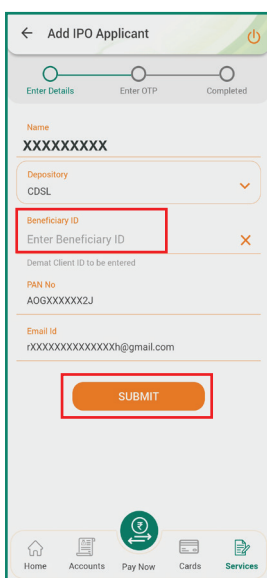 Add IPO Applicant
Enter Details Enter OTP Completed
Name
XXXXXXXXX
Depository
CDSL
Beneficiary ID
Enter Beneficiary ID
Demat Client ID to be entered
PAN No
AOGXXXXXX2J
Email Id
rXXXXXXXXXXXXXXh@gmail.com
SUBMIT
₹
Home Accounts Pay Now Cards Services